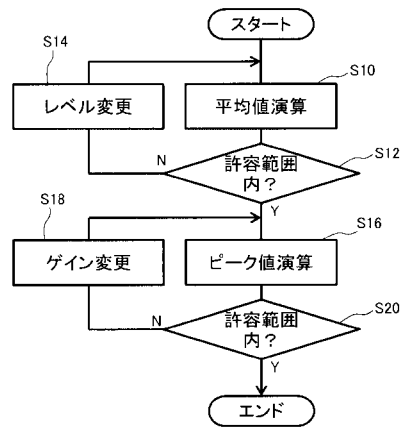 スタート
S14
S10
レベル変更
平均値演算
N
許容範囲
内?
S12
Y
S18
S16
ゲイン変更
ピーク値演算
N
許容範囲
内?
S20
Y
エンド